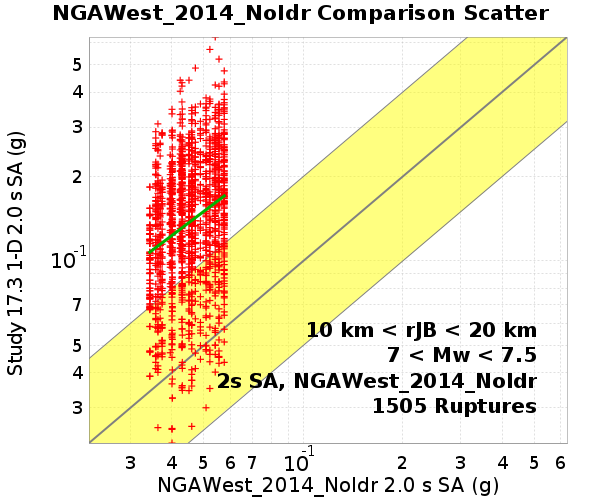 NGAWest_2014_NoIdr Comparison Scatter
Study 17.3 1-D 2.0 s SA (g)
5
4
3
2
10^-1
7
5
4
3
10 km < rJB < 20 km
7 < Mw < 7.5
2s SA, NGAWest_2014_NoIdr
1505 Ruptures
3 4 5 6 7 10^-1 2 3 4 5 6
NGAWest_2014_NoIdr 2.0 s SA (g)